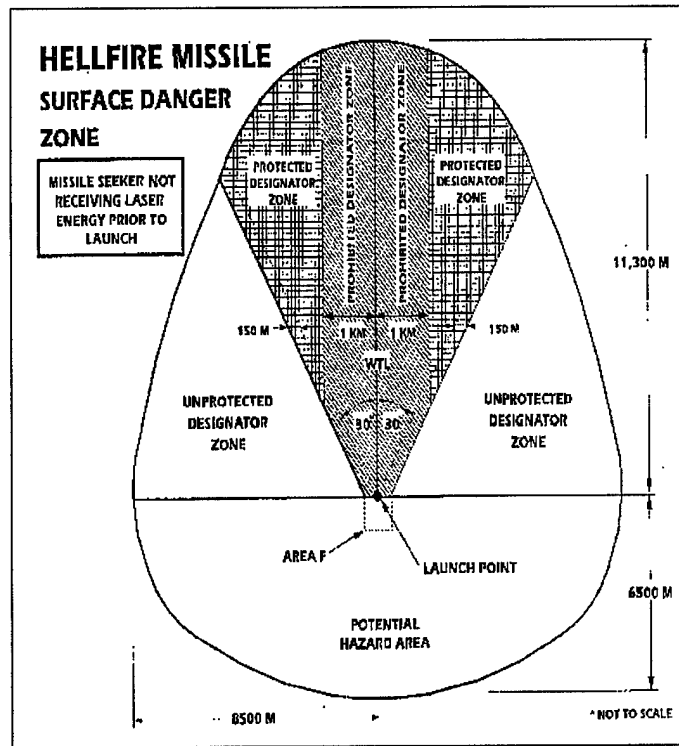 HELLFIRE MISSILE
SURFACE DANGER
ZONE
MISSILE SEEKER NOT
RECEIVING LASER
ENERGY PRIOR TO
LAUNCH
PROTECTED
DESIGNATOR
ZONE
PROHIBITED DESIGNATOR ZONE
PROHIBITED DESIGNATOR ZONE
PROTECTED
DESIGNATOR
ZONE
11,300 M
150 M
1 KM
1 KM
150 M
WTL
UNPROTECTED
DESIGNATOR
ZONE
30
30
UNPROTECTED
DESIGNATOR
ZONE
AREA F
LAUNCH POINT
6500 M
POTENTIAL
HAZARD AREA
8500 M
*NOT TO SCALE